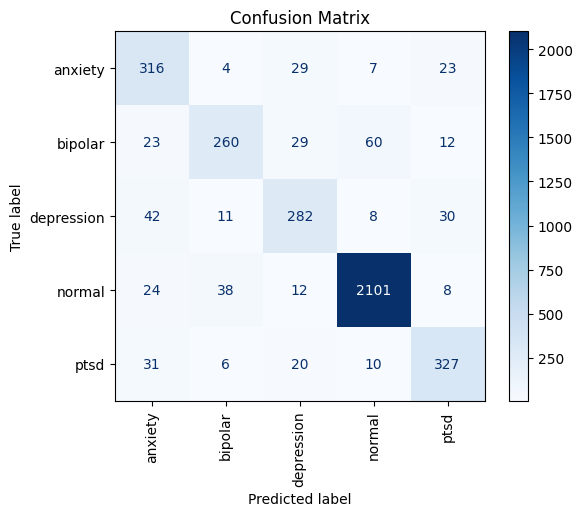 Confusion Matrix
True label
anxiety 316 4 29 7 23
bipolar 23 260 29 60 12
depression 42 11 282 8 30
normal 24 38 12 2101 8
ptsd 31 6 20 10 327
anxiety bipolar depression normal ptsd
Predicted label
2000
1750
1500
1250
1000
750
500
250